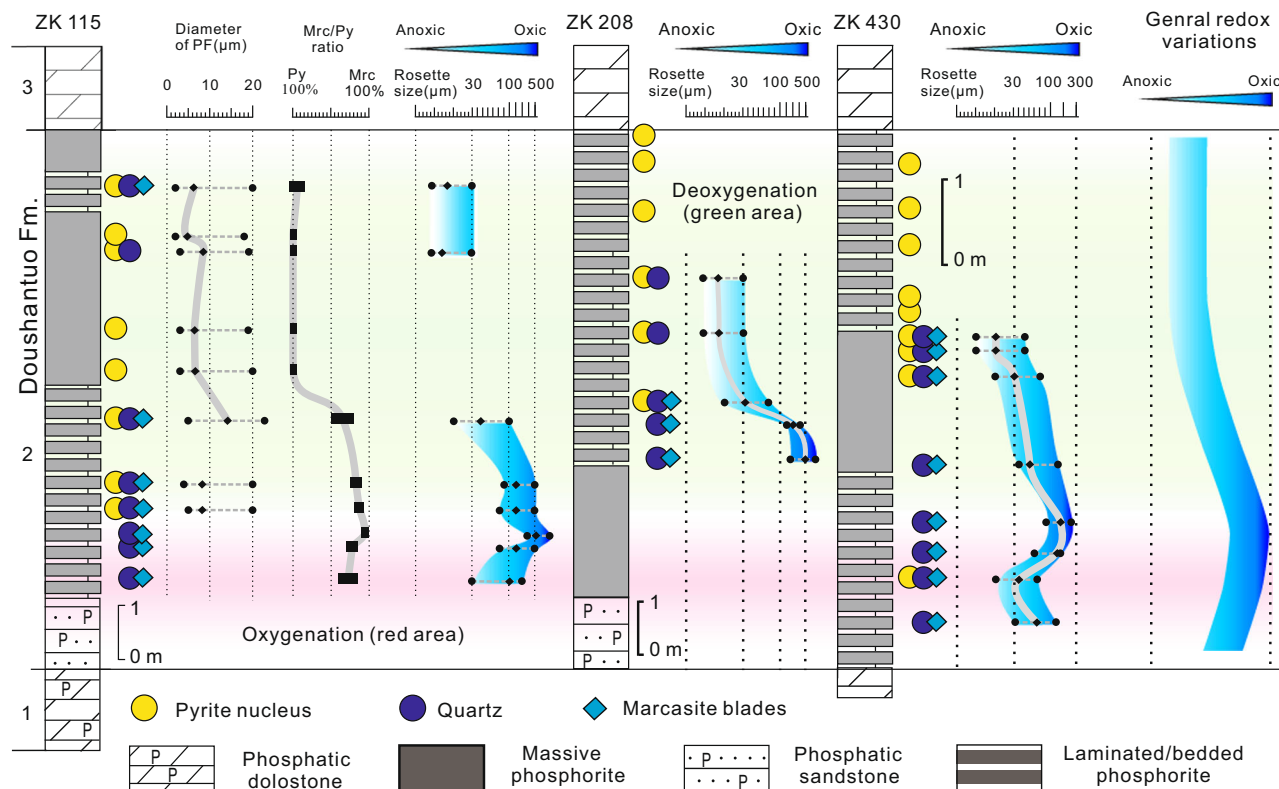 ZK 115
Diameter
of PF(μm)
0 10 20
Mrc/Py
ratio
Py
100%
Mrc
100%
Anoxic Oxic
Rosette
size(μm)
30 100 500
ZK 208
Anoxic Oxic
Rosette
size(μm)
30 100 500
ZK 430
Anoxic Oxic
Rosette
size(μm)
30 100 300
Genral redox
variations
Anoxic Oxic
3
Doushantuo Fm.
2
1
Deoxygenation
(green area)
1
0 m
Oxygenation (red area)
1
0 m
1
0 m
P
P
P
P
P
P
P
P
P
Pyrite nucleus
Quartz
Marcasite blades
P
P
Phosphatic
dolostone
Massive
phosphorite
P
P
Phosphatic
sandstone
Laminated/bedded
phosphorite